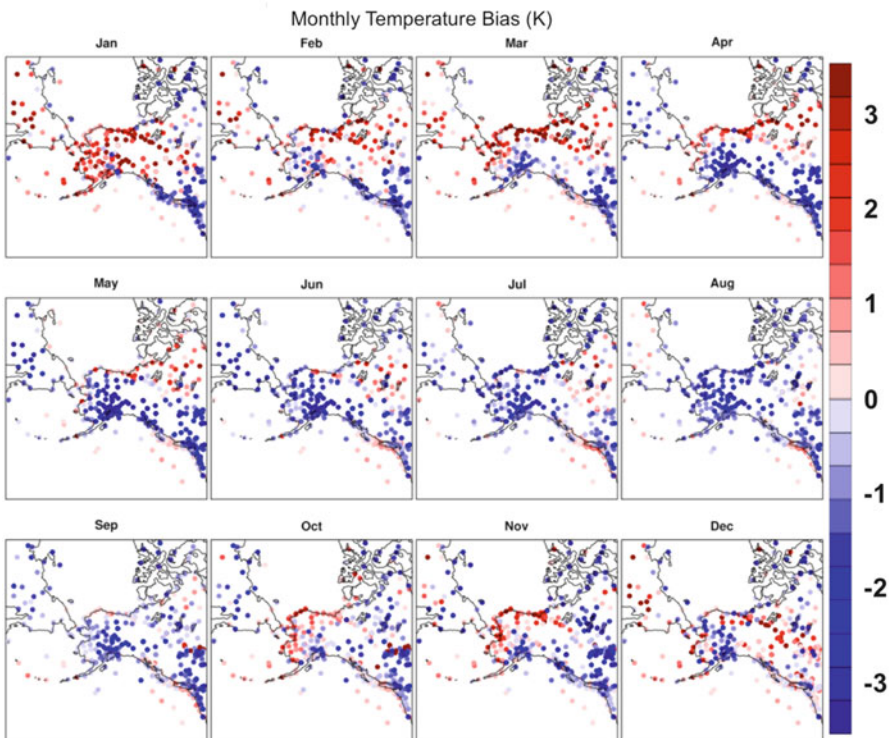 Monthly Temperature Bias (K)
Jan Feb Mar Apr
May Jun Jul Aug
Sep Oct Nov Dec
3
2
1
0
-1
-2
-3